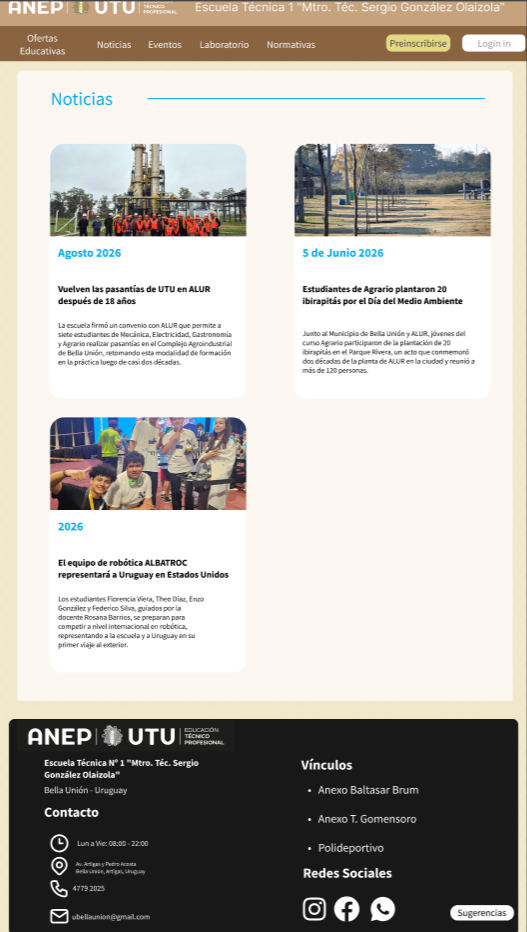 ANEP UTU EDUCACIÓN TÉCNICO PROFESIONAL Escuela Técnica 1 "Mtro. Téc. Sergio González Olaizola"
Ofertas Educativas Noticias Eventos Laboratorio Normativas Preinscribirse Login in
Noticias
Agosto 2026
Vuelven las pasantías de UTU en ALUR
después de 18 años
La escuela firmó un convenio con ALUR que permite a
siete estudiantes de Mecánica, Electricidad, Gastronomía
y Agrario realizar pasantías en el Complejo Agroindustrial
de Bella Unión, retomando esta modalidad de formación
en la práctica luego de casi dos décadas.
5 de Junio 2026
Estudiantes de Agrario plantaron 20
ibirapitás por el Día del Medio Ambiente
Junto al Municipio de Bella Unión y ALUR, jóvenes del
curso Agrario participaron de la plantación de 20
ibirapitás en el Parque Rivera, un acto que conmemoró
dos décadas de la planta de ALUR en la ciudad y reunió a
más de 120 personas.
2026
El equipo de robótica ALBATROC
representará a Uruguay en Estados Unidos
Los estudiantes Florencia Viera, Theo Díaz, Enzo
González y Federico Silva, guiados por la
docente Rosana Barrios, se preparan para
competir a nivel internacional en robótica,
representando a la escuela y a Uruguay en su
primer viaje al exterior.
ANEP UTU EDUCACIÓN
TÉCNICO
PROFESIONAL
Escuela Técnica Nº 1 "Mtro. Téc. Sergio
González Olaizola"
Bella Unión - Uruguay
Contacto
Lun a Vie: 08:00 - 22:00
Av. Artigas y Pedro Acosta
Bella Unión, Artigas, Uruguay
4779 2025
ubellaunion@gmail.com
Vínculos
• Anexo Baltasar Brum
• Anexo T. Gomensoro
• Polideportivo
Redes Sociales
Sugerencias